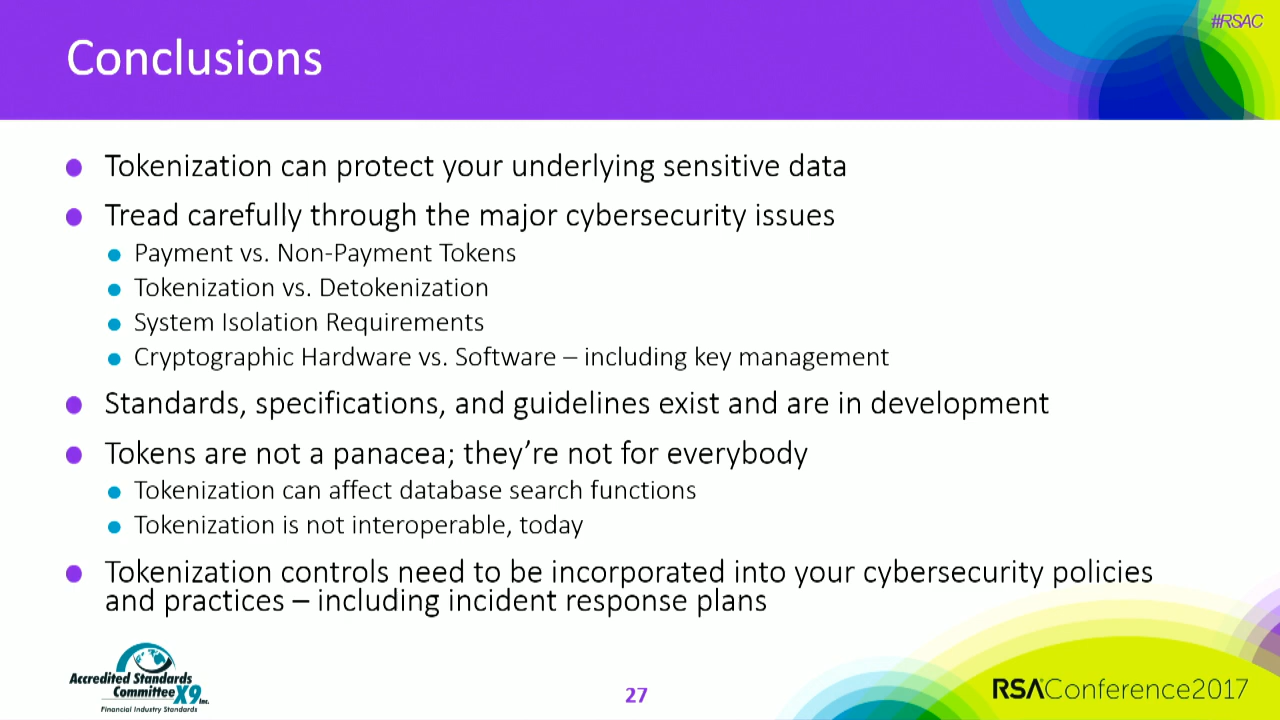 #RSAC
Conclusions
Tokenization can protect your underlying sensitive data
Tread carefully through the major cybersecurity issues
Payment vs. Non-Payment Tokens
Tokenization vs. Detokenization
System Isolation Requirements
Cryptographic Hardware vs. Software – including key management
Standards, specifications, and guidelines exist and are in development
Tokens are not a panacea; they’re not for everybody
Tokenization can affect database search functions
Tokenization is not interoperable, today
Tokenization controls need to be incorporated into your cybersecurity policies
and practices – including incident response plans
Accredited Standards
Committee X9 Inc.
Financial Industry Standards
27
RSAConference2017